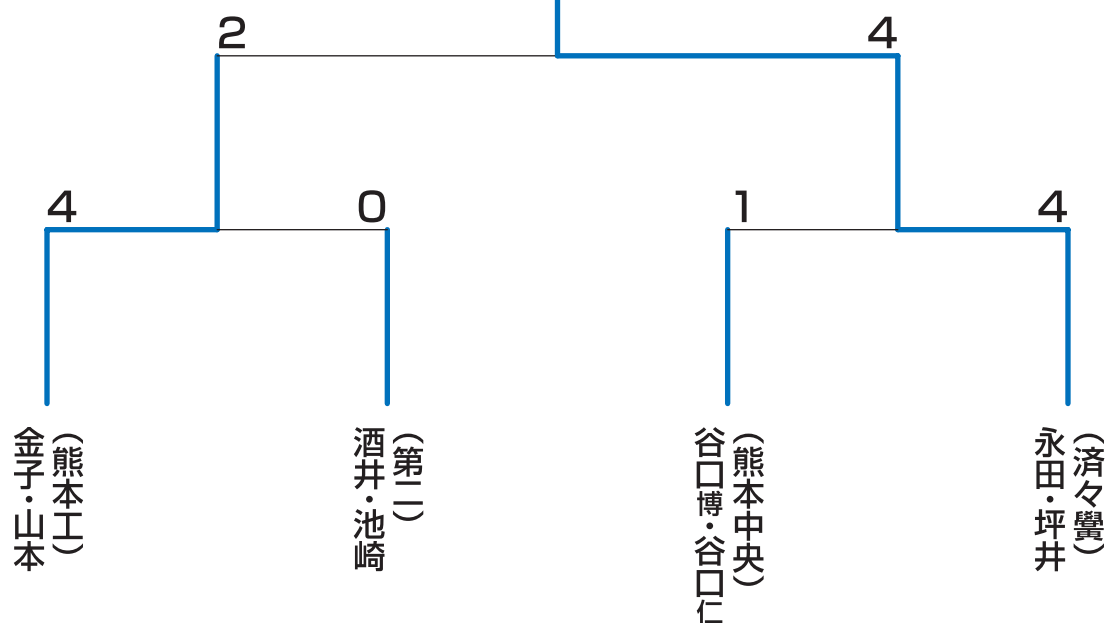 2
4
4
0
1
4
金子・山本
（熊本工）
酒井・池崎
（第二）
谷口博・谷口仁
（熊本中央）
永田・坪井
（済々黌）